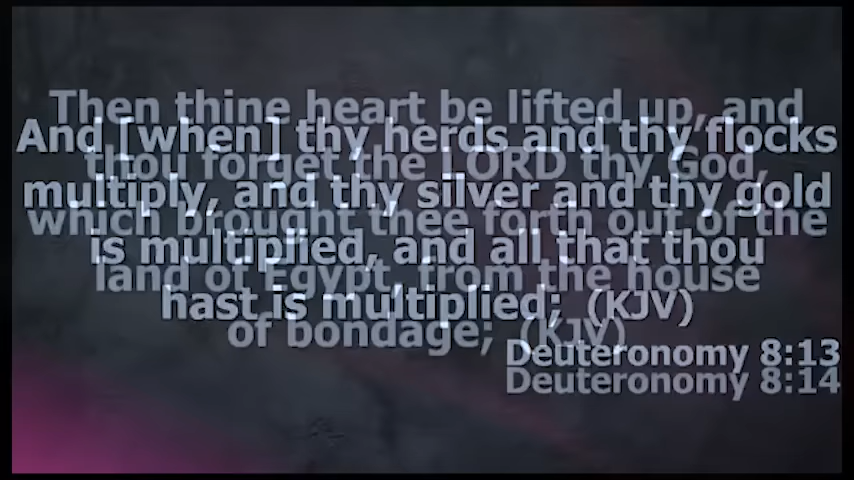 And [when] thy herds and thy flocks
multiply, and thy silver and thy gold
is multiplied, and all that thou
hast is multiplied; (KJV)
Deuteronomy 8:13
Then thine heart be lifted up, and
thou forget the LORD thy God,
which brought thee forth out of the
land of Egypt, from the house
of bondage; (KJV)
Deuteronomy 8:14